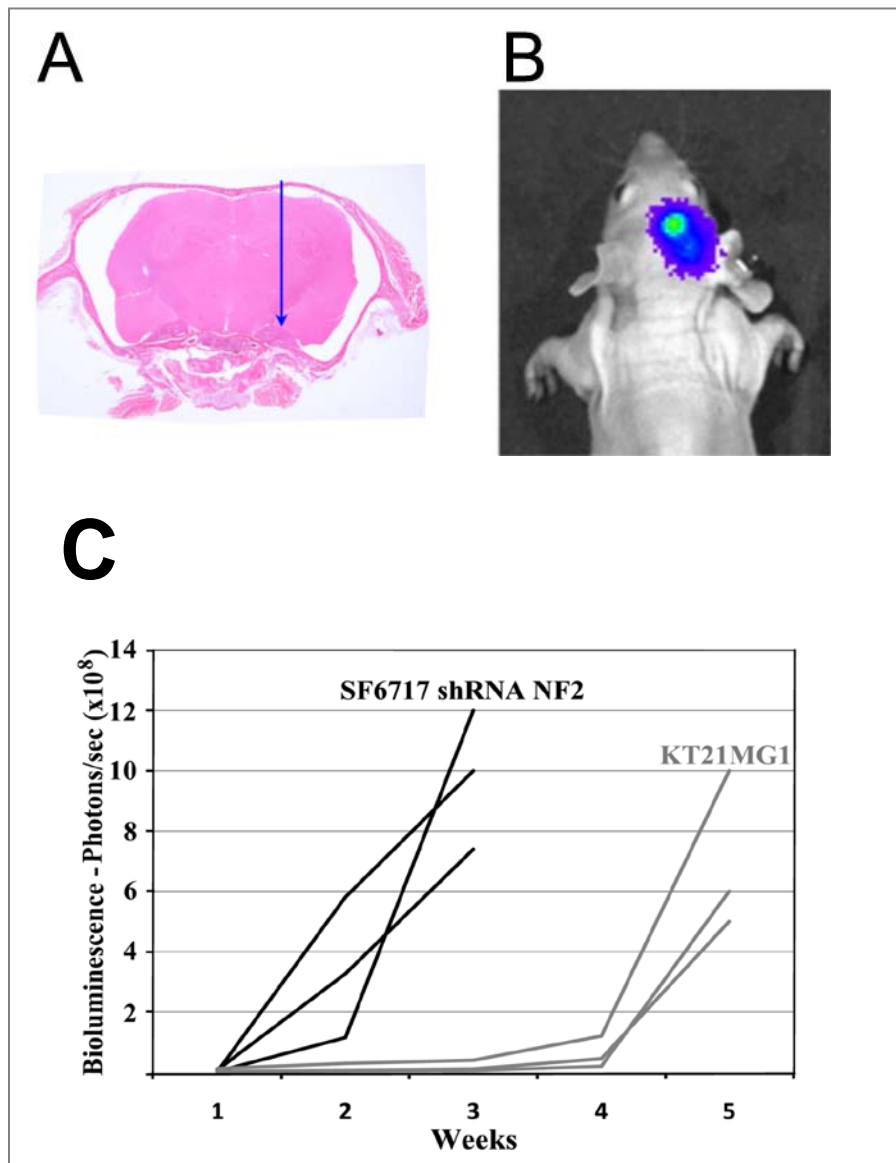 A
B
C
Bioluminescence - Photons/sec (x10⁸)
14
12
10
8
6
4
2
SF6717 shRNA NF2
KT21MG1
1 2 3 4 5
Weeks